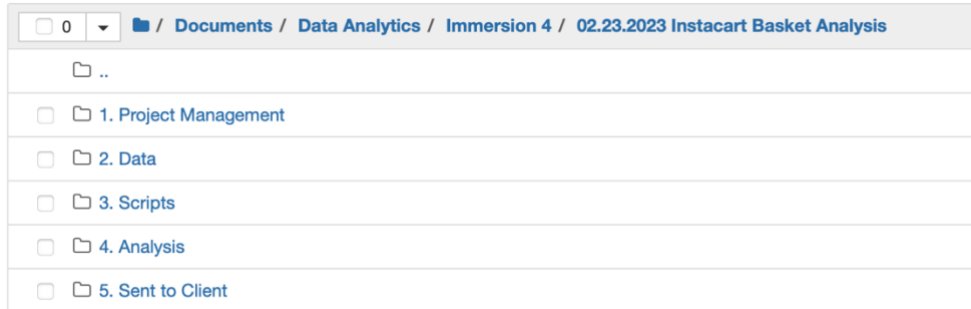 0 / Documents / Data Analytics / Immersion 4 / 02.23.2023 Instacart Basket Analysis
..
1. Project Management
2. Data
3. Scripts
4. Analysis
5. Sent to Client